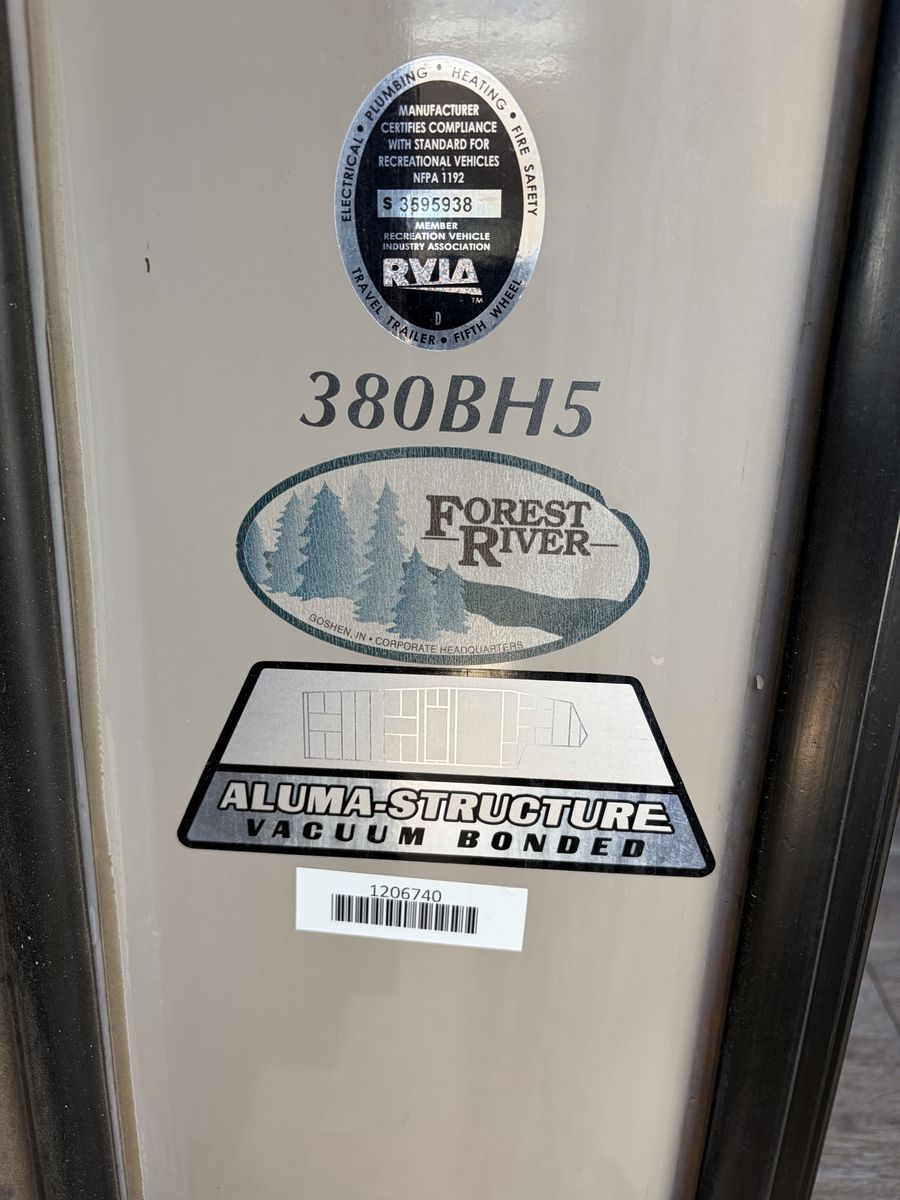 ELECTRICAL • PLUMBING • HEATING • FIRE SAFETY
MANUFACTURER
CERTIFIES COMPLIANCE
WITH STANDARD FOR
RECREATIONAL VEHICLES
NFPA 1192
S 3595938
MEMBER
RECREATION VEHICLE
INDUSTRY ASSOCIATION
RVIA
TM
D
TRAVEL TRAILER • FIFTH WHEEL
380BH5
FOREST
RIVER
GOSHEN, IN • CORPORATE HEADQUARTERS
ALUMA-STRUCTURE
VACUUM BONDED
1206740